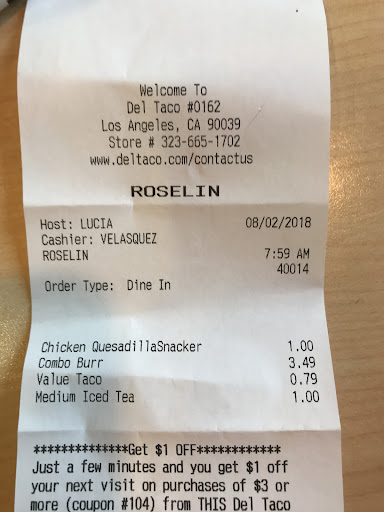 Welcome To
Del Taco #0162
Los Angeles, CA 90039
Store # 323-665-1702
www.deltaco.com/contactus
ROSELIN
Host: LUCIA 08/02/2018
Cashier: VELASQUEZ
ROSELIN 7:59 AM
40014
Order Type: Dine In
Chicken QuesadillaSnacker 1.00
Combo Burr 3.49
Value Taco 0.79
Medium Iced Tea 1.00
**************Get $1 OFF************
Just a few minutes and you get $1 off
your next visit on purchases of $3 or
more (coupon #104) from THIS Del Taco